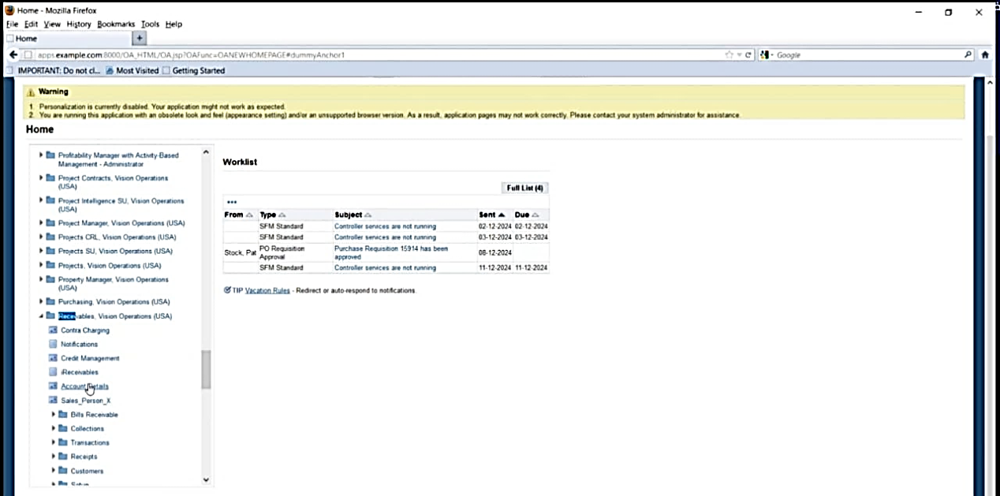 Home - Mozilla Firefox
File Edit View History Bookmarks Tools Help
Home
apps.example.com:8000/OA_HTML/OA.jsp?OAFunc=OANEWHOMEPAGE#dummyAnchor1
Google
IMPORTANT: Do not cl... Most Visited Getting Started
Warning
1. Personalization is currently disabled. Your application might not work as expected.
2. You are running this application with an obsolete look and feel (appearance setting) and/or an unsupported browser version. As a result, application pages may not work correctly. Please contact your system administrator for assistance.
Home
Profitability Manager with Activity-Based
Management - Administrator
Project Contracts, Vision Operations
(USA)
Project Intelligence SU, Vision Operations
(USA)
Project Manager, Vision Operations (USA)
Projects CRL, Vision Operations (USA)
Projects SU, Vision Operations (USA)
Projects, Vision Operations (USA)
Property Manager, Vision Operations
(USA)
Purchasing, Vision Operations (USA)
Receivables, Vision Operations (USA)
Contra Charging
Notifications
Credit Management
iReceivables
Account Details
Sales_Person_X
Bills Receivable
Collections
Transactions
Receipts
Customers
Setup
Worklist
Full List (4)
From Type Subject Sent Due
SFM Standard Controller services are not running 02-12-2024 02-12-2024
SFM Standard Controller services are not running 03-12-2024 03-12-2024
Stock, Pat PO Requisition Approval Purchase Requisition 15914 has been approved 08-12-2024
SFM Standard Controller services are not running 11-12-2024 11-12-2024
TIP Vacation Rules - Redirect or auto-respond to notifications.